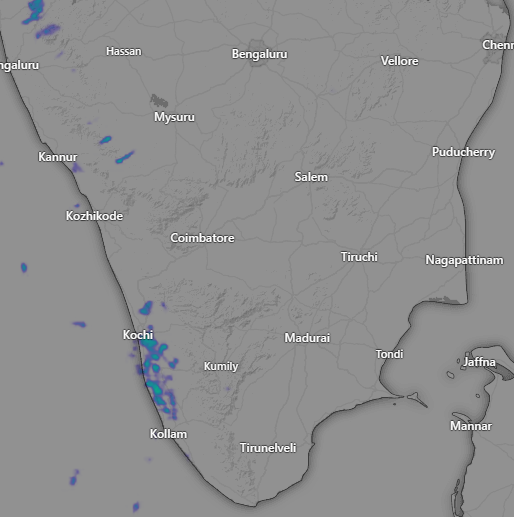 Hassan
Bengaluru
Chenn
Vellore
ngaluru
Mysuru
Kannur
Puducherry
Salem
Kozhikode
Coimbatore
Tiruchi
Nagapattinam
Kochi
Madurai
Tondi
Jaffna
Kumily
Mannar
Kollam
Tirunelveli